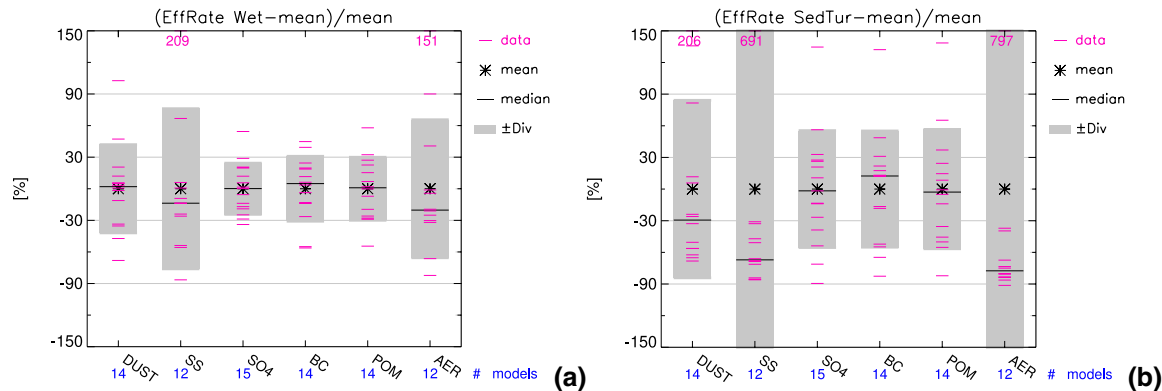 (EffRate Wet-mean)/mean
150
90
30
-30
-90
-150
[%]
209
151
data
mean
median
±Div
DUST SS SO4 BC POM AER
14 12 15 14 14 12 # models
(a)
(EffRate SedTur-mean)/mean
150
90
30
-30
-90
-150
[%]
206 691 797
data
mean
median
±Div
DUST SS SO4 BC POM AER
14 12 15 14 14 12 # models
(b)